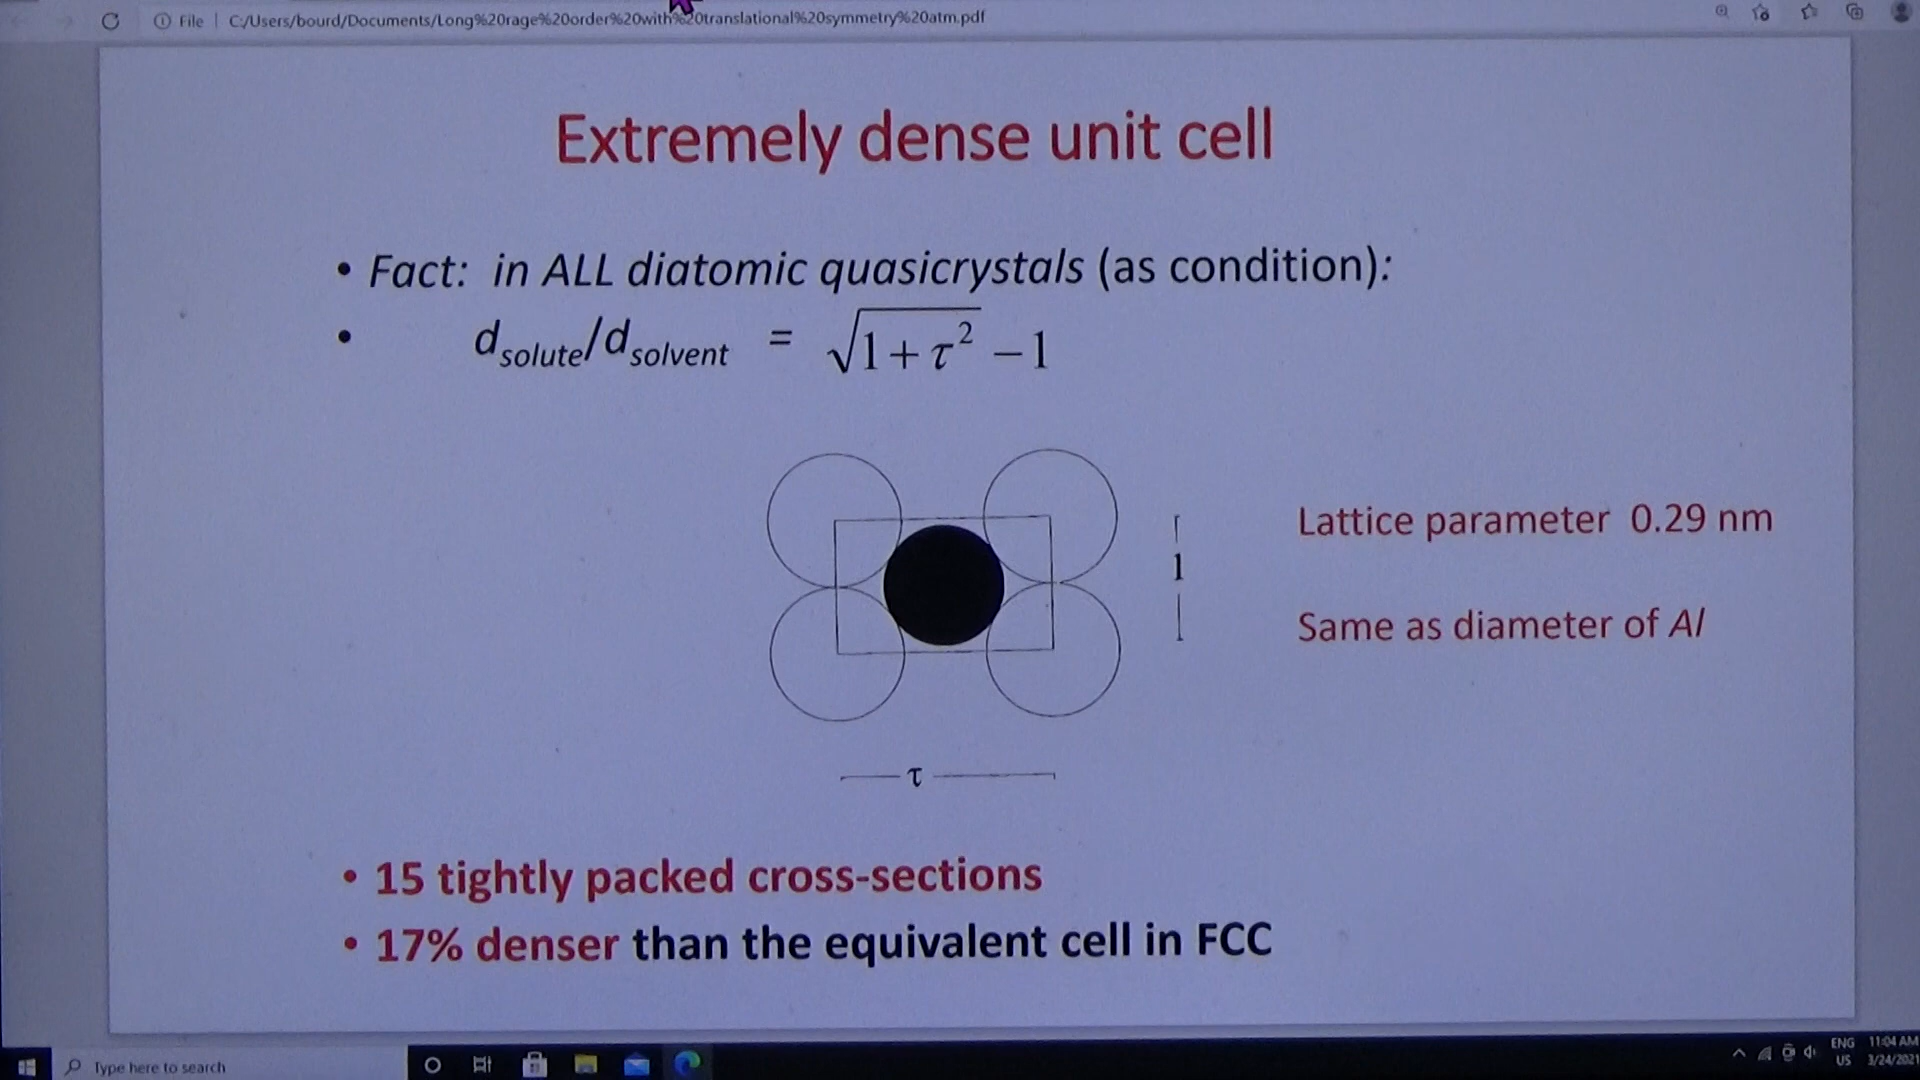 File | C:/Users/bourd/Documents/Long%20rage%20order%20with%20translational%20symmetry%20atm.pdf
Extremely dense unit cell
• Fact: in ALL diatomic quasicrystals (as condition):
• d solute/d solvent = √1+τ² −1
Lattice parameter 0.29 nm
1
Same as diameter of Al
τ
• 15 tightly packed cross-sections
• 17% denser than the equivalent cell in FCC
Type here to search
ENG 11:04 AM
US 3/24/2021